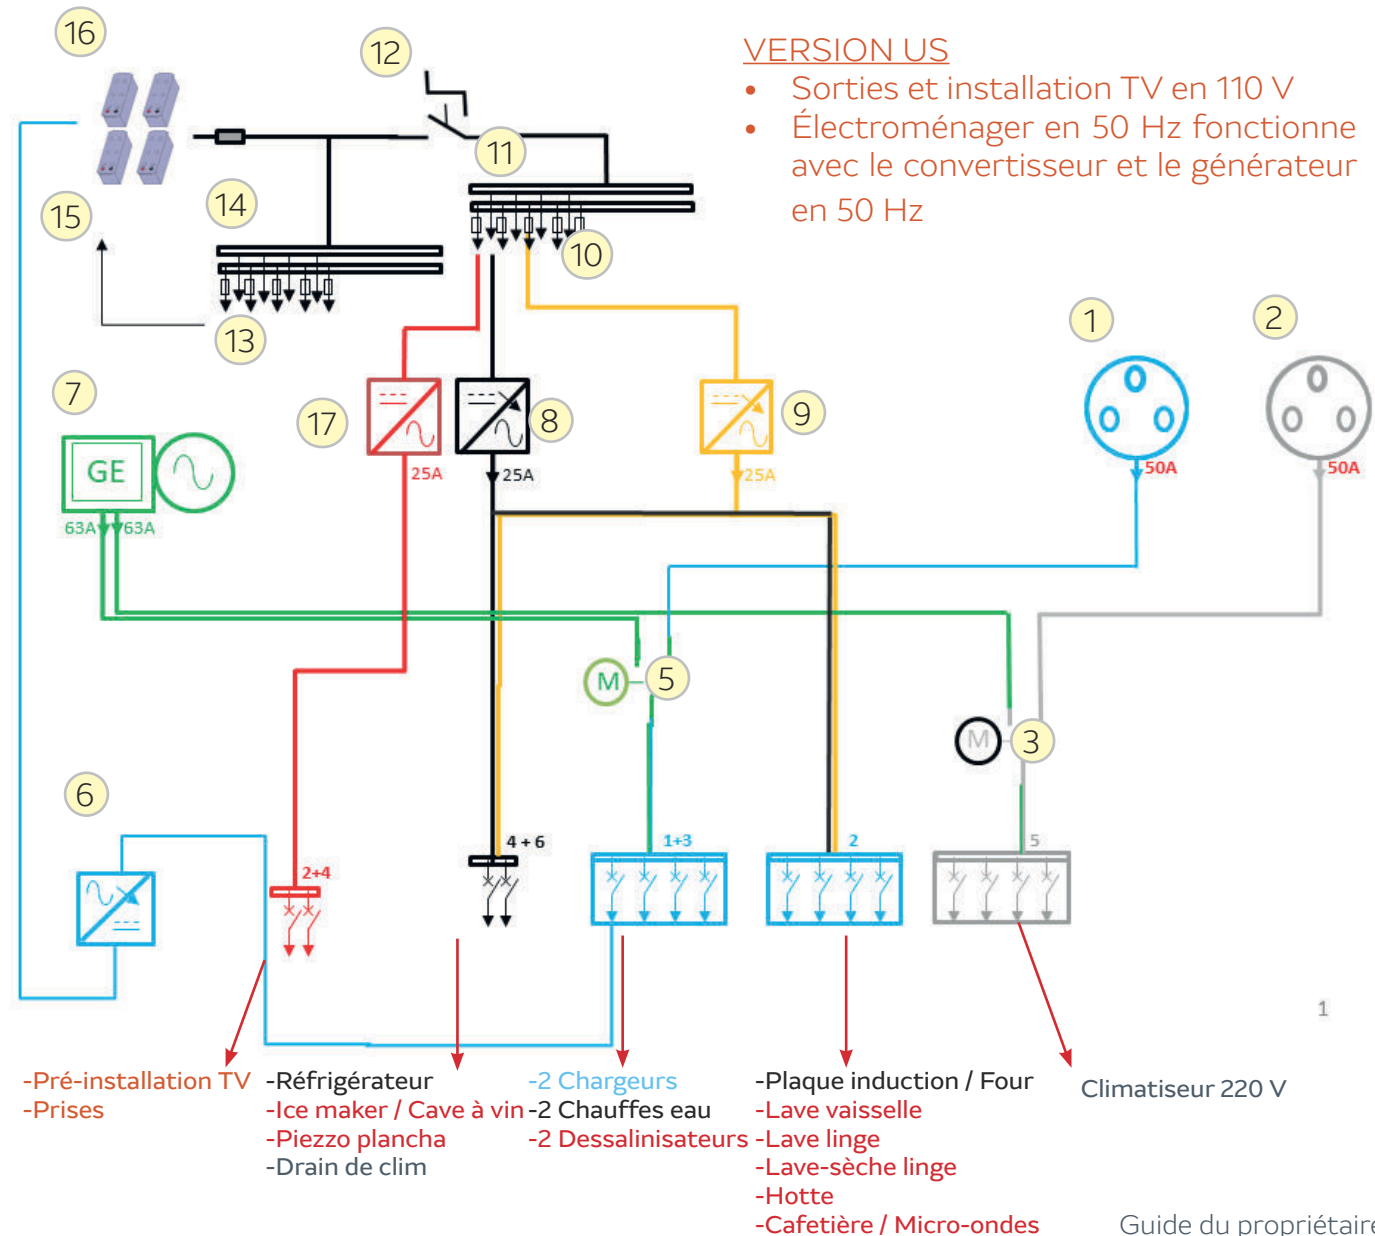 16
12
VERSION US
• Sorties et installation TV en 110 V
• Électroménager en 50 Hz fonctionne
avec le convertisseur et le générateur
en 50 Hz
11
15
14
10
13
1
2
7
17
8
9
GE
25A
25A
25A
50A
50A
63A
63A
M
5
M
3
6
2+4
4 + 6
1+3
2
5
1
-Pré-installation TV
-Prises
-Réfrigérateur
-Ice maker / Cave à vin
-Piezzo plancha
-Drain de clim
-2 Chargeurs
-2 Chauffes eau
-2 Dessalinisateurs
-Plaque induction / Four
-Lave vaisselle
-Lave linge
-Lave-sèche linge
-Hotte
-Cafetière / Micro-ondes
Climatiseur 220 V
Guide du propriétaire